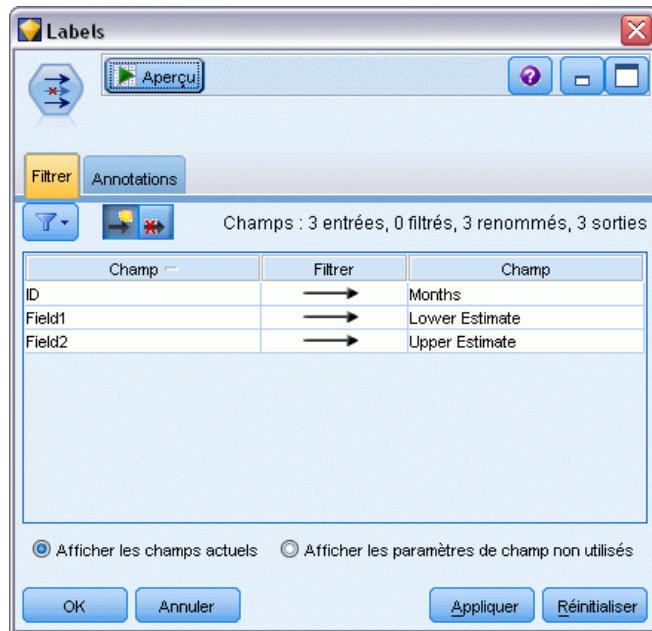 Labels
Aperçu
Filtrer Annotations
Champs : 3 entrées, 0 filtrés, 3 renommés, 3 sorties
Champ Filtrer Champ
ID Months
Field1 Lower Estimate
Field2 Upper Estimate
Afficher les champs actuels Afficher les paramètres de champ non utilisés
OK Annuler Appliquer Réinitialiser